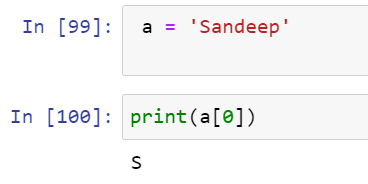 In [99]: a = 'Sandeep'
In [100]: print(a[0])
S